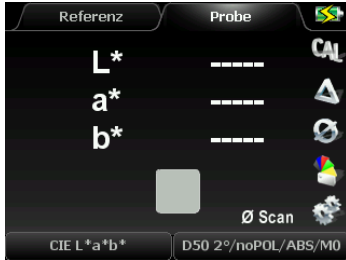 Referenz Probe
CAL
L* -----
a* -----
b* -----
Ø Scan
CIE L*a*b* D50 2°/noPOL/ABS/M0